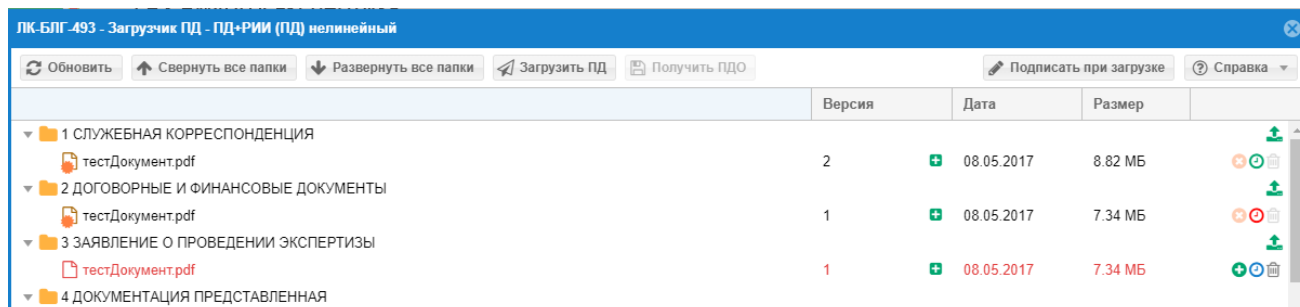 ЛК-БЛГ-493 - Загрузчик ПД - ПД+РИИ (ПД) нелинейный
Обновить Свернуть все папки Развернуть все папки Загрузить ПД Получить ПДО Подписать при загрузке Справка
Версия Дата Размер
1 СЛУЖЕБНАЯ КОРРЕСПОНДЕНЦИЯ
тестДокумент.pdf 2 08.05.2017 8.82 МБ
2 ДОГОВОРНЫЕ И ФИНАНСОВЫЕ ДОКУМЕНТЫ
тестДокумент.pdf 1 08.05.2017 7.34 МБ
3 ЗАЯВЛЕНИЕ О ПРОВЕДЕНИИ ЭКСПЕРТИЗЫ
тестДокумент.pdf 1 08.05.2017 7.34 МБ
4 ДОКУМЕНТАЦИЯ ПРЕДСТАВЛЕННАЯ